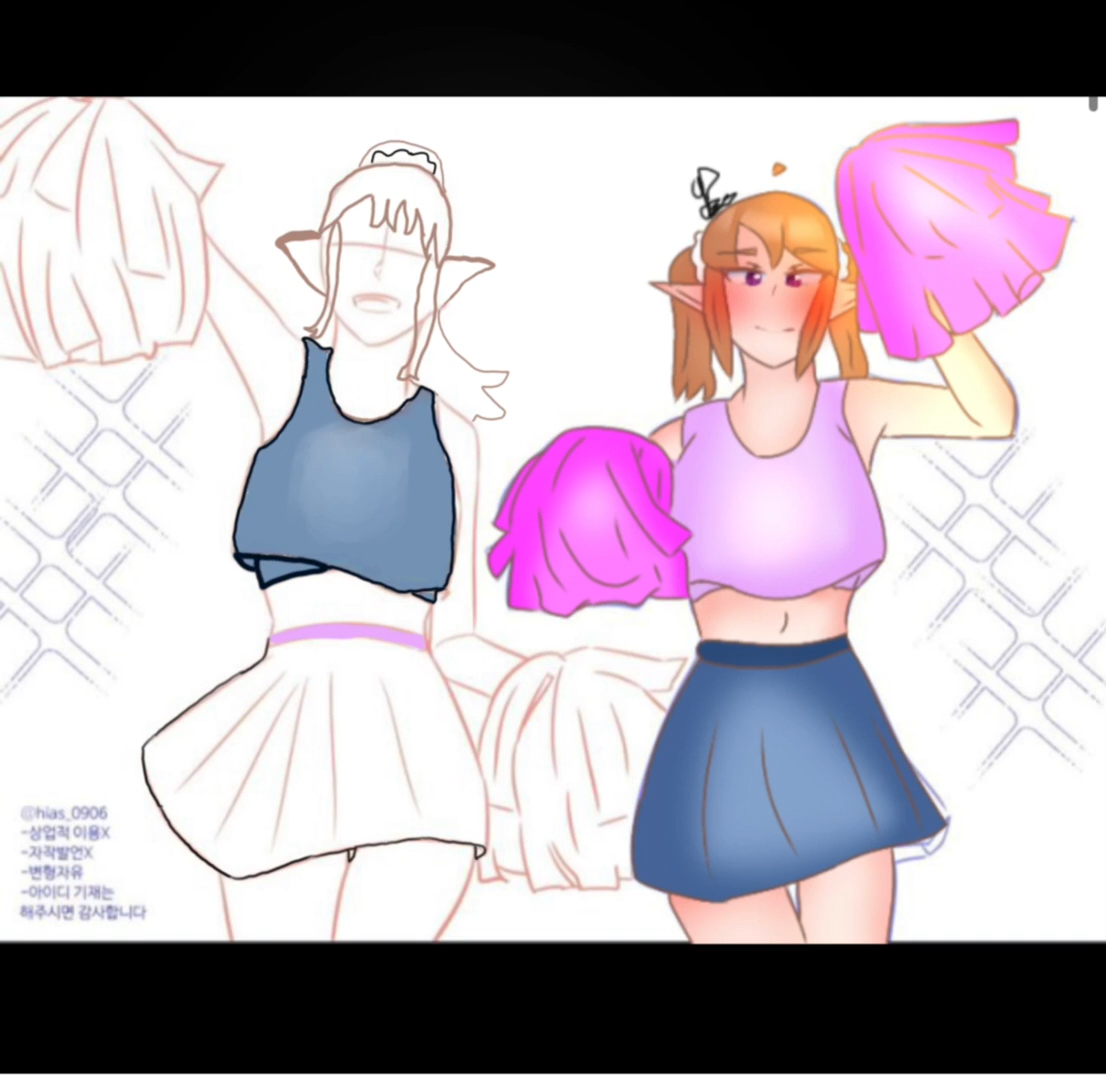 @hias_0906
-상업적 이용X
-자작발언X
-변형자유
-아이디 기재는
해주시면 감사합니다